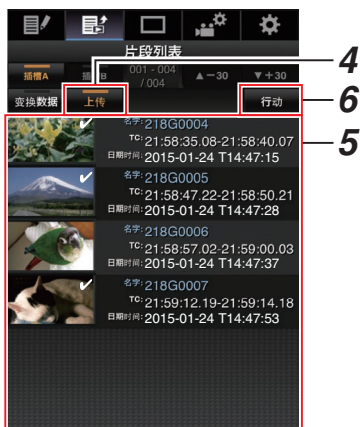 片段列表
插槽A
插槽B
001 - 004
/ 004
▲-30
▼+30
变换数据
上传
行动
4
6
5
名字:218G0004
TC:21:58:35.08-21:58:40.07
日期时间:2015-01-24 T14:47:15
名字:218G0005
TC:21:58:47.22-21:58:50.21
日期时间:2015-01-24 T14:47:28
名字:218G0006
TC:21:58:57.02-21:59:00.03
日期时间:2015-01-24 T14:47:37
名字:218G0007
TC:21:59:12.19-21:59:14.18
日期时间:2015-01-24 T14:47:53